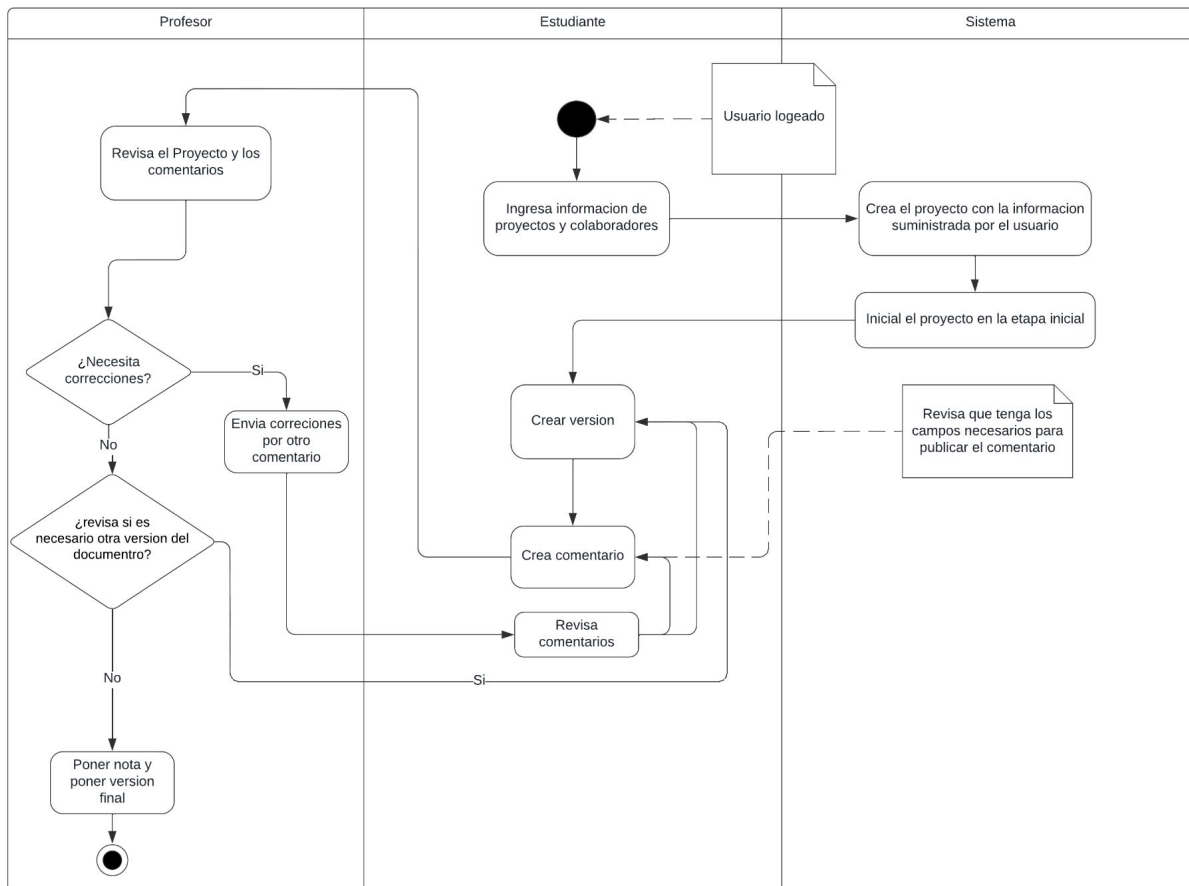 Profesor
Estudiante
Sistema
Usuario logeado
Revisa el Proyecto y los
comentarios
Ingresa informacion de
proyectos y colaboradores
Crea el proyecto con la informacion
suministrada por el usuario
Inicial el proyecto en la etapa inicial
¿Necesita
correcciones?
Si
No
Envia correciones
por otro
comentario
Crear version
Revisa que tenga los
campos necesarios para
publicar el comentario
¿revisa si es
necesario otra version del
documentro?
Crea comentario
Revisa
comentarios
Si
No
Poner nota y
poner version
final